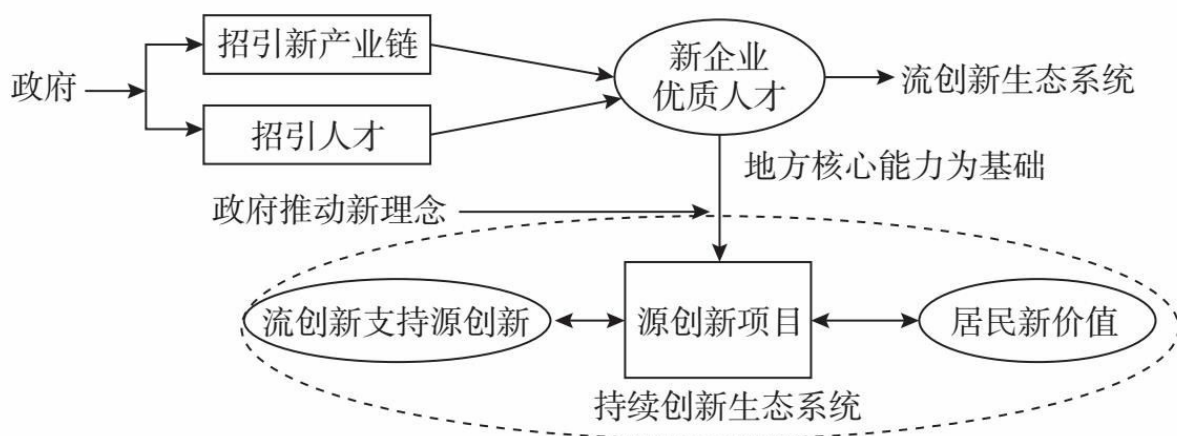 招引新产业链
政府
招引人才
新企业
优质人才
流创新生态系统
地方核心能力为基础
政府推动新理念
流创新支持源创新
源创新项目
居民新价值
持续创新生态系统